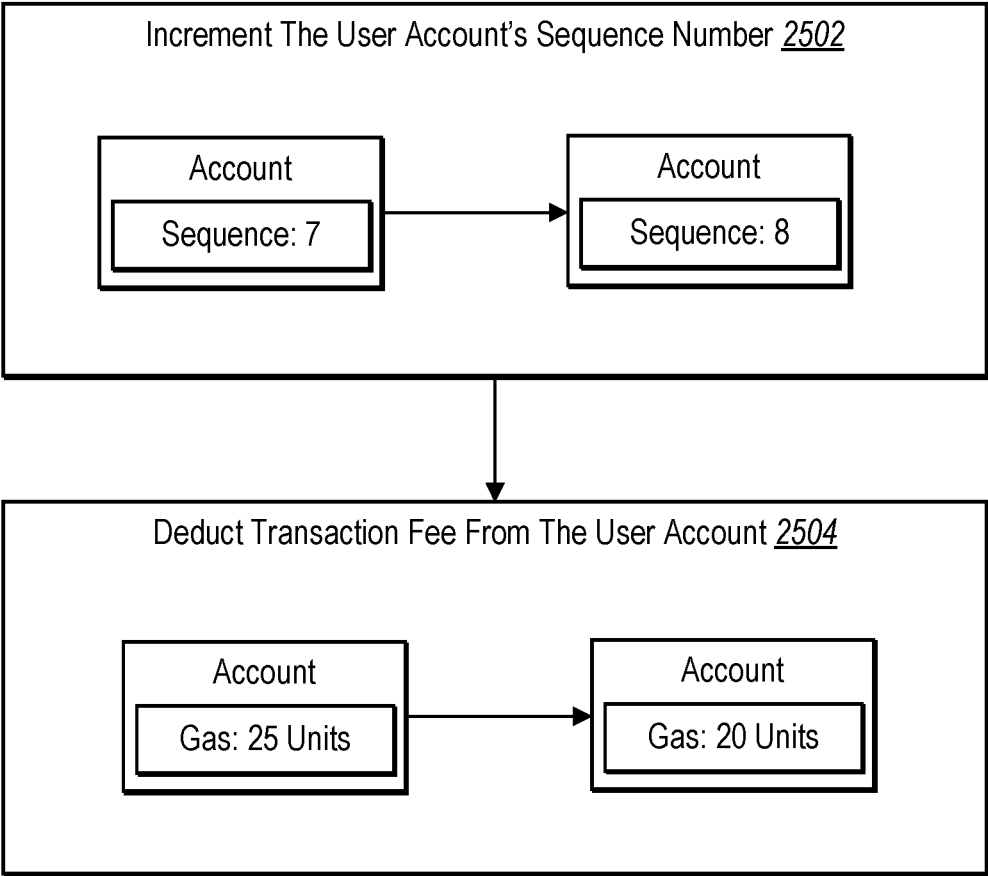 Increment The User Account's Sequence Number 2502
Account
Sequence: 7
Account
Sequence: 8
Deduct Transaction Fee From The User Account 2504
Account
Gas: 25 Units
Account
Gas: 20 Units